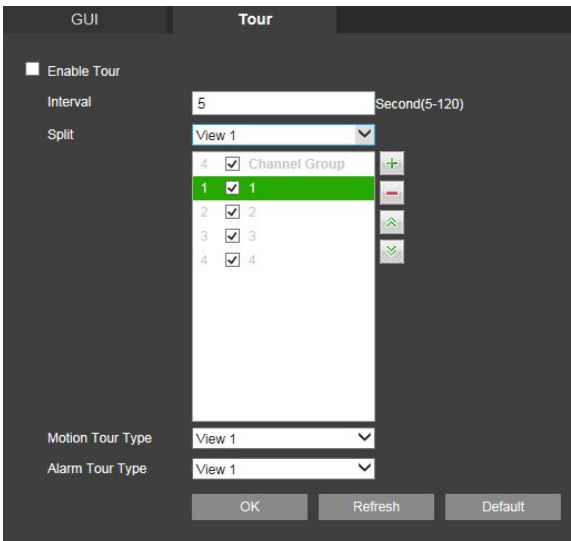 GUI Tour
Enable Tour
Interval 5 Second(5-120)
Split View 1
4 Channel Group
1 1
2 2
3 3
4 4
Motion Tour Type View 1
Alarm Tour Type View 1
OK Refresh Default